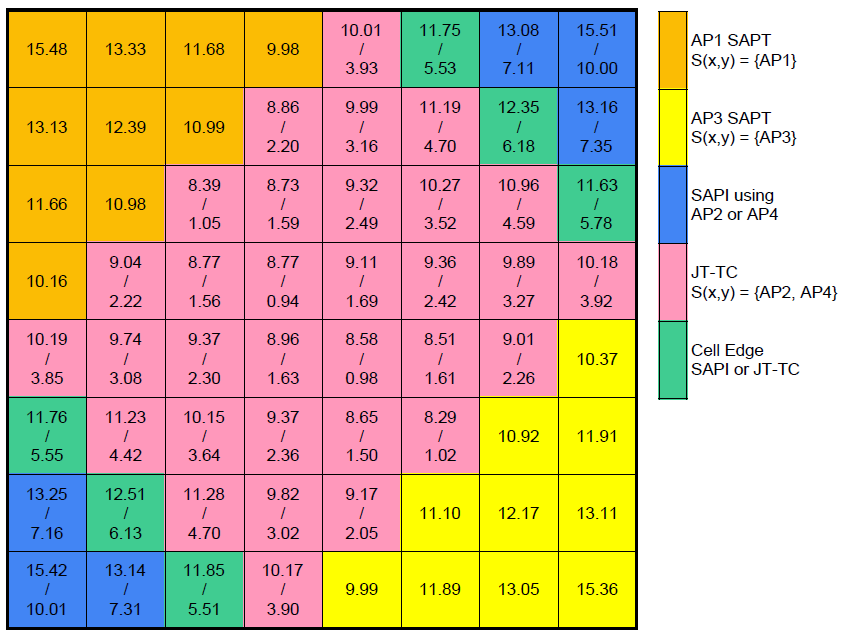 15.48 13.33 11.68 9.98 10.01 / 3.93 11.75 / 5.53 13.08 / 7.11 15.51 / 10.00
13.13 12.39 10.99 8.86 / 2.20 9.99 / 3.16 11.19 / 4.70 12.35 / 6.18 13.16 / 7.35
11.66 10.98 8.39 / 1.05 8.73 / 1.59 9.32 / 2.49 10.27 / 3.52 10.96 / 4.59 11.63 / 5.78
10.16 9.04 / 2.22 8.77 / 1.56 8.77 / 0.94 9.11 / 1.69 9.36 / 2.42 9.89 / 3.27 10.18 / 3.92
10.19 / 3.85 9.74 / 3.08 9.37 / 2.30 8.96 / 1.63 8.58 / 0.98 8.51 / 1.61 9.01 / 2.26 10.37
11.76 / 5.55 11.23 / 4.42 10.15 / 3.64 9.37 / 2.36 8.65 / 1.50 8.29 / 1.02 10.92 11.91
13.25 / 7.16 12.51 / 6.13 11.28 / 4.70 9.82 / 3.02 9.17 / 2.05 11.10 12.17 13.11
15.42 / 10.01 13.14 / 7.31 11.85 / 5.51 10.17 / 3.90 9.99 11.89 13.05 15.36
AP1 SAPT
S(x,y) = {AP1}
AP3 SAPT
S(x,y) = {AP3}
SAPI using
AP2 or AP4
JT-TC
S(x,y) = {AP2, AP4}
Cell Edge
SAPI or JT-TC